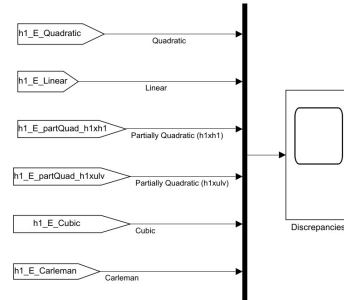 h1_E_Quadratic
Quadratic
h1_E_Linear
Linear
h1_E_partQuad_h1xh1
Partially Quadratic (h1xh1)
h1_E_partQuad_h1xulv
Partially Quadratic (h1xulv)
h1_E_Cubic
Cubic
h1_E_Carleman
Carleman
Discrepancies